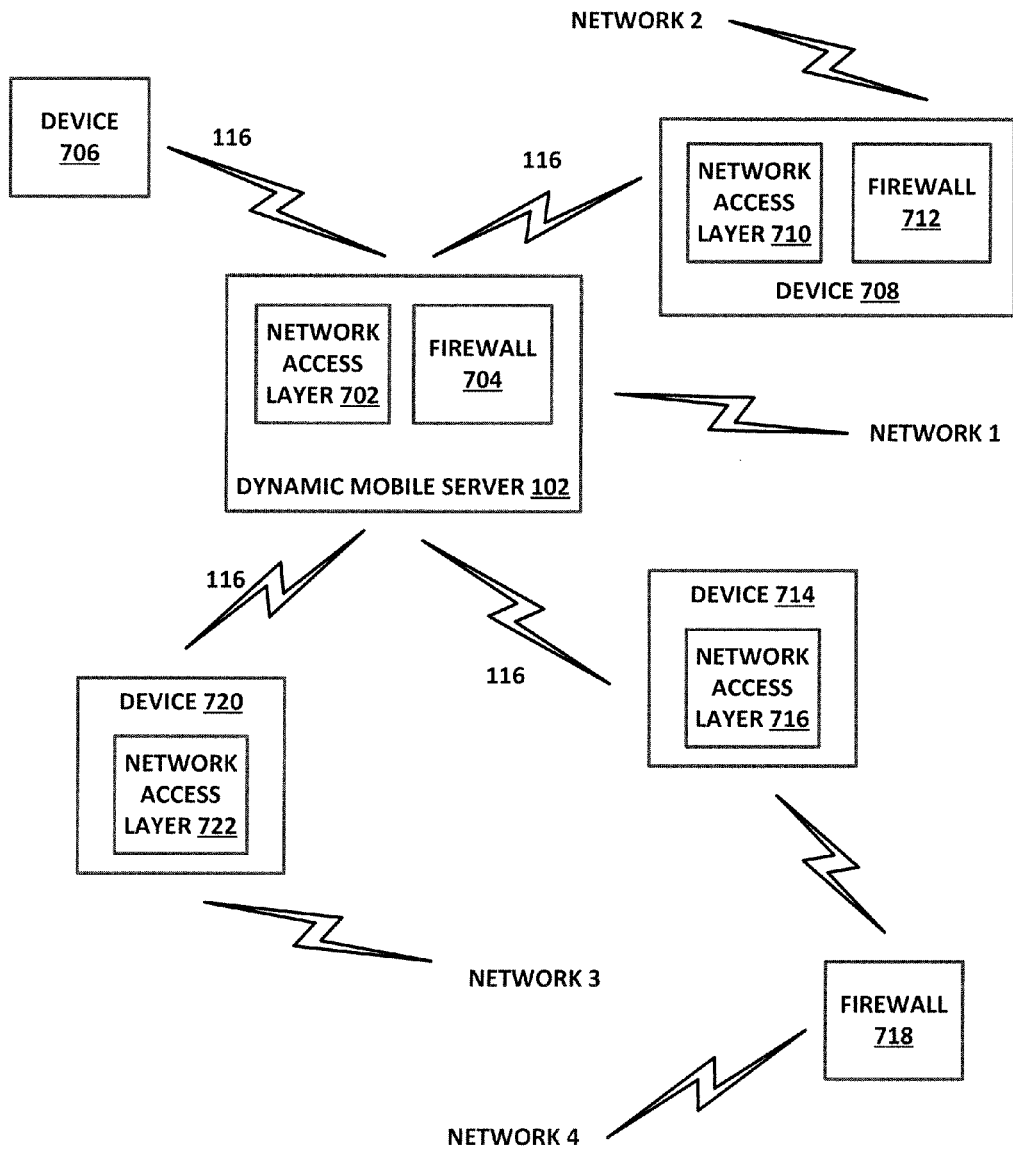 NETWORK 2
DEVICE
706
116
116
NETWORK
ACCESS
LAYER 710
FIREWALL
712
DEVICE 708
NETWORK
ACCESS
LAYER 702
FIREWALL
704
DYNAMIC MOBILE SERVER 102
NETWORK 1
116
116
DEVICE 714
NETWORK
ACCESS
LAYER 716
DEVICE 720
NETWORK
ACCESS
LAYER 722
NETWORK 3
FIREWALL
718
NETWORK 4